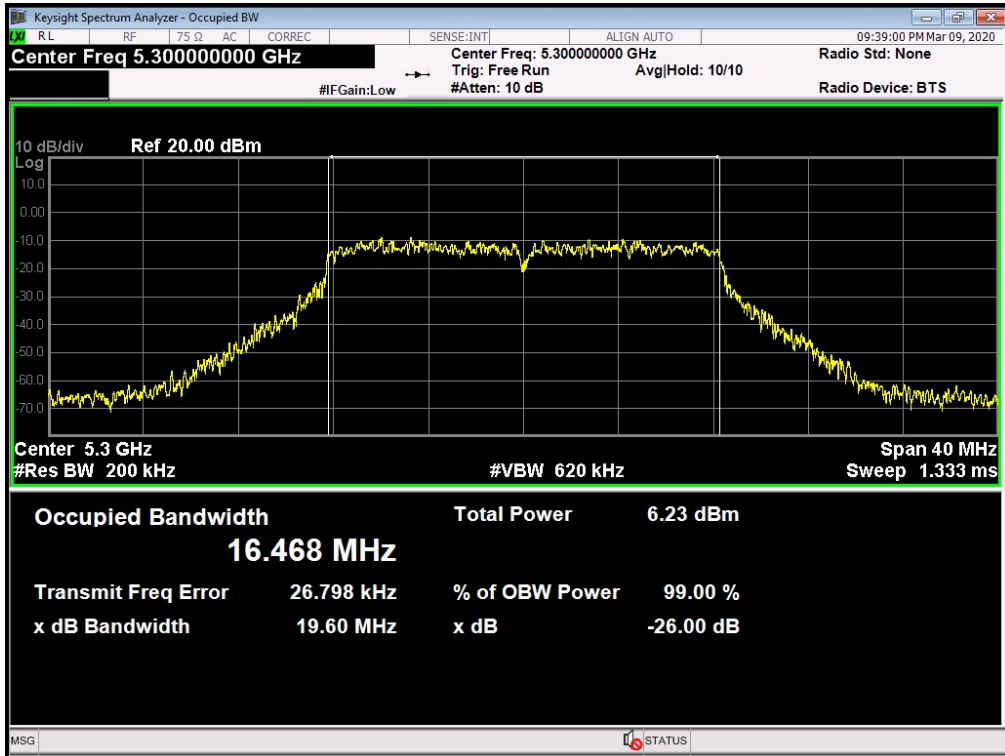 Keysight Spectrum Analyzer - Occupied BW
LXI RL RF 75 Ω AC CORREC SENSE:INT ALIGN AUTO 09:39:00 PM Mar 09, 2020
Center Freq 5.300000000 GHz Center Freq: 5.300000000 GHz Radio Std: None
Trig: Free Run Avg|Hold: 10/10
#IFGain:Low #Atten: 10 dB Radio Device: BTS
10 dB/div Ref 20.00 dBm
Log
10.0
0.00
-10.0
-20.0
-30.0
-40.0
-50.0
-60.0
-70.0
Center 5.3 GHz Span 40 MHz
#Res BW 200 kHz #VBW 620 kHz Sweep 1.333 ms
Occupied Bandwidth Total Power 6.23 dBm
16.468 MHz
Transmit Freq Error 26.798 kHz % of OBW Power 99.00 %
x dB Bandwidth 19.60 MHz x dB -26.00 dB
MSG STATUS